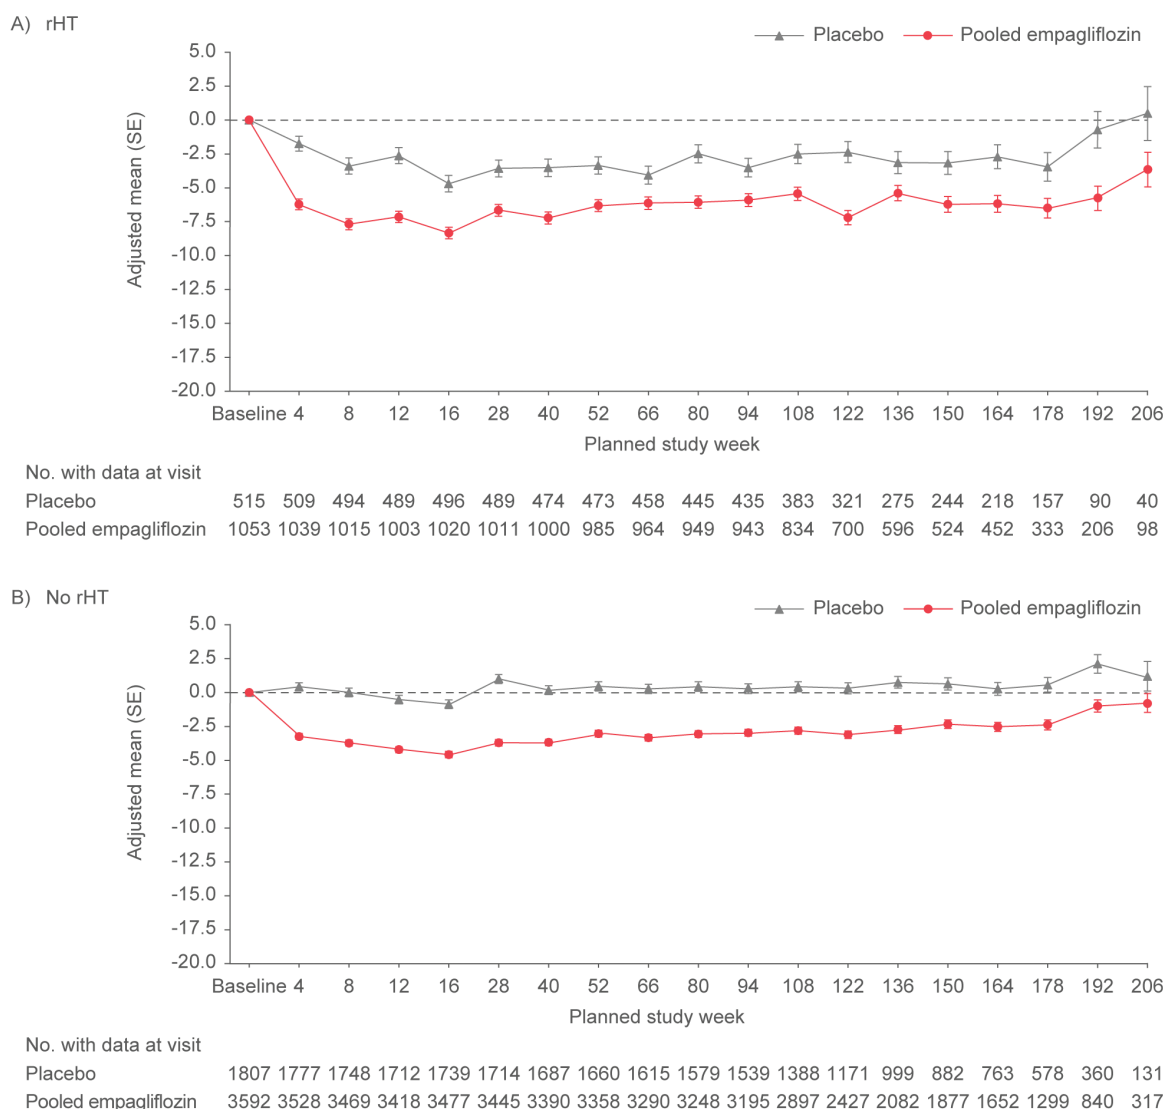 A) rHT
Placebo Pooled empagliflozin
5.0
2.5
0.0
-2.5
-5.0
-7.5
-10.0
-12.5
-15.0
-17.5
-20.0
Adjusted mean (SE)
Baseline 4 8 12 16 28 40 52 66 80 94 108 122 136 150 164 178 192 206
Planned study week
No. with data at visit
Placebo 515 509 494 489 496 489 474 473 458 445 435 383 321 275 244 218 157 90 40
Pooled empagliflozin 1053 1039 1015 1003 1020 1011 1000 985 964 949 943 834 700 596 524 452 333 206 98
B) No rHT
Placebo Pooled empagliflozin
5.0
2.5
0.0
-2.5
-5.0
-7.5
-10.0
-12.5
-15.0
-17.5
-20.0
Adjusted mean (SE)
Baseline 4 8 12 16 28 40 52 66 80 94 108 122 136 150 164 178 192 206
Planned study week
No. with data at visit
Placebo 1807 1777 1748 1712 1739 1714 1687 1660 1615 1579 1539 1388 1171 999 882 763 578 360 131
Pooled empagliflozin 3592 3528 3469 3418 3477 3445 3390 3358 3290 3248 3195 2897 2427 2082 1877 1652 1299 840 317